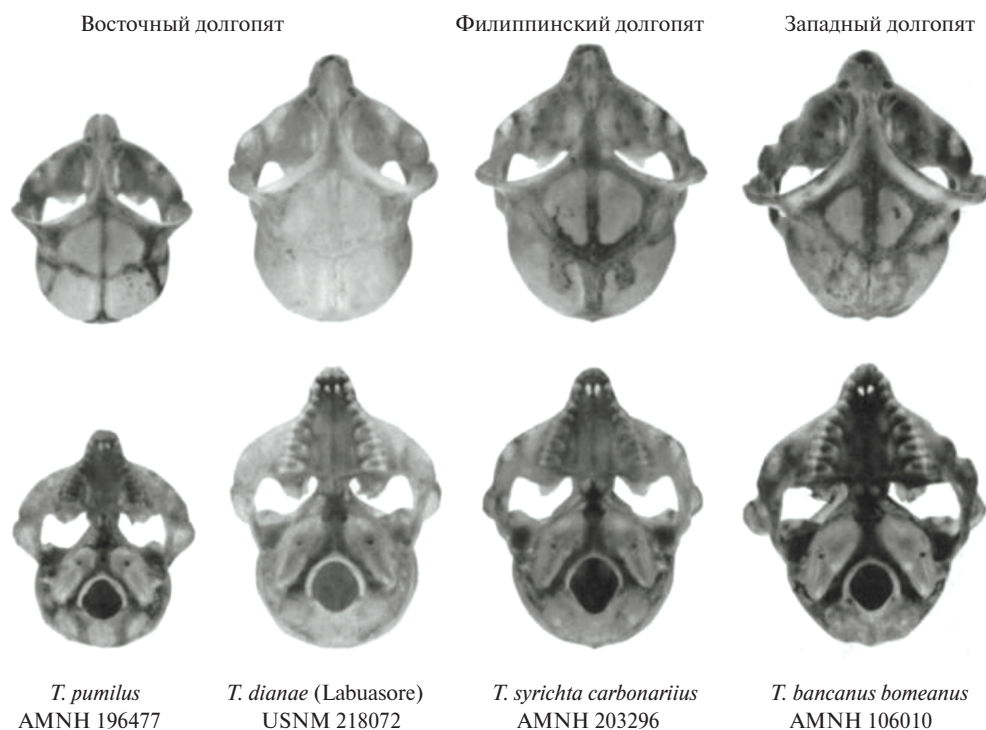 Восточный долгопят
Филиппинский долгопят
Западный долгопят
T. pumilus
AMNH 196477
T. dianae (Labuasore)
USNM 218072
T. syrichta carbonariius
AMNH 203296
T. bancanus bomeanus
AMNH 106010